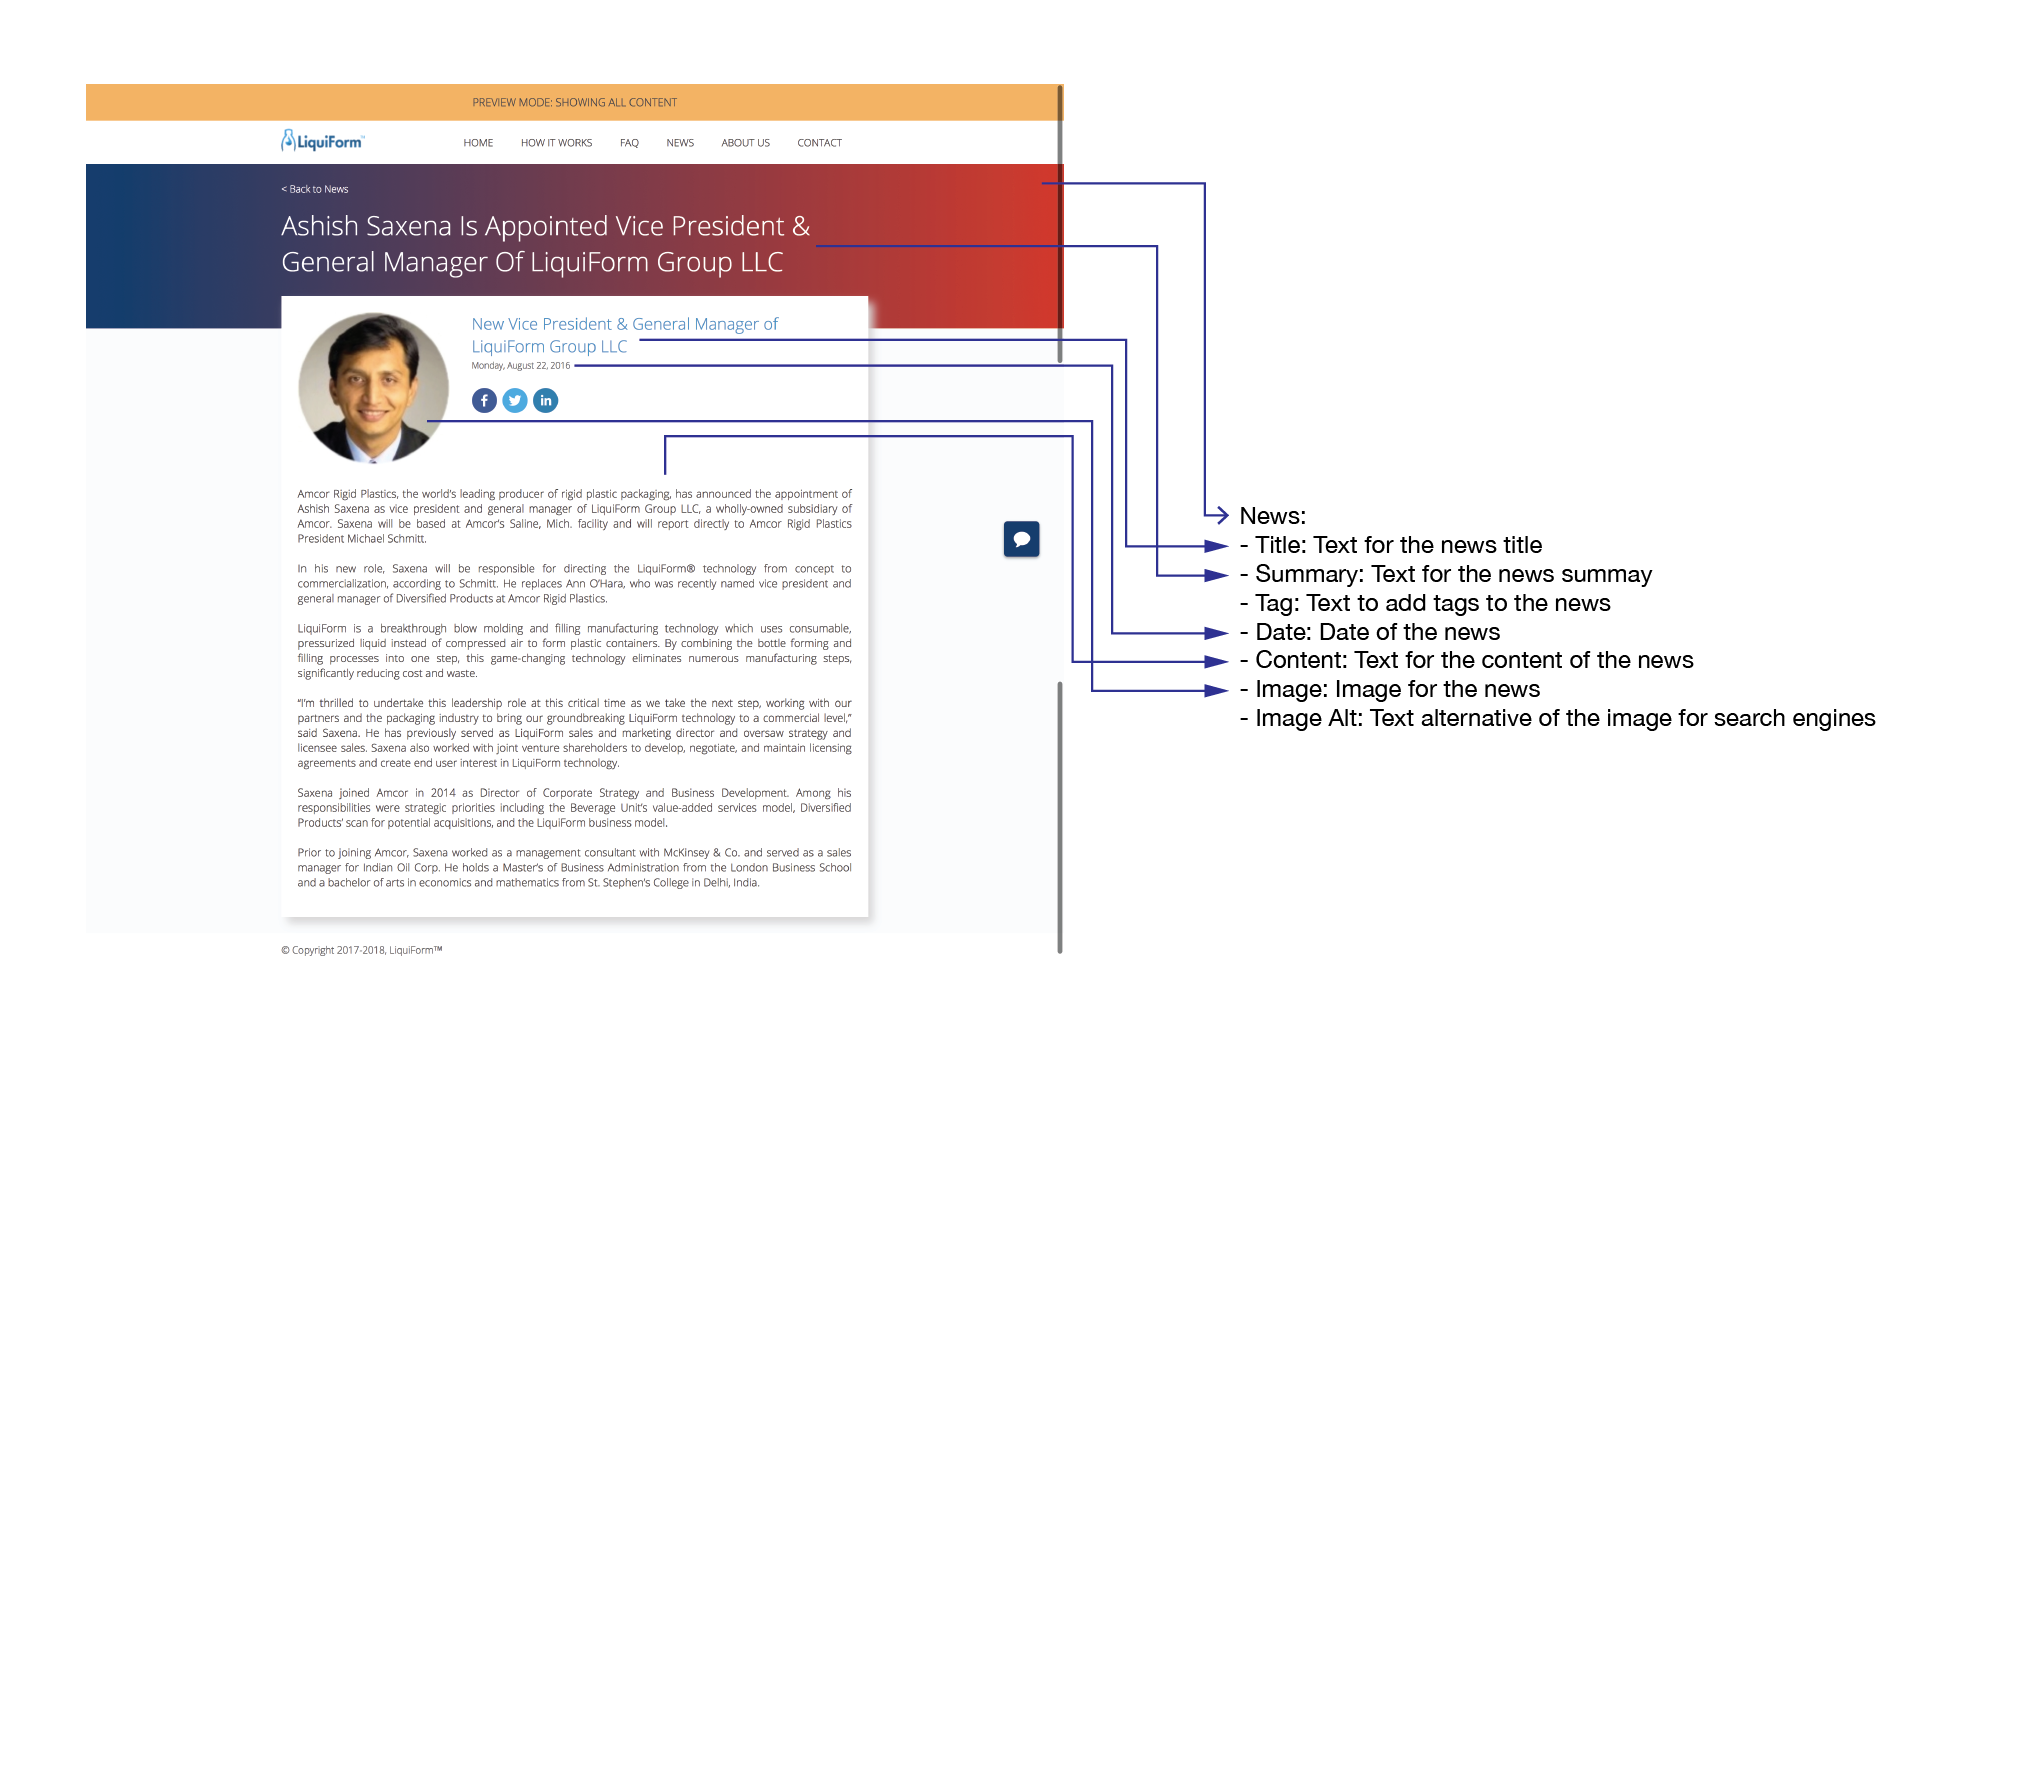 PREVIEW MODE: SHOWING ALL CONTENT
LiquiForm™
HOME HOW IT WORKS FAQ NEWS ABOUT US CONTACT
< Back to News
Ashish Saxena Is Appointed Vice President &
General Manager Of LiquiForm Group LLC
New Vice President & General Manager of
LiquiForm Group LLC
Monday, August 22, 2016
f
in
Amcor Rigid Plastics, the world's leading producer of rigid plastic packaging, has announced the appointment of
Ashish Saxena as vice president and general manager of LiquiForm Group LLC, a wholly-owned subsidiary of
Amcor. Saxena will be based at Amcor's Saline, Mich. facility and will report directly to Amcor Rigid Plastics
President Michael Schmitt.
In his new role, Saxena will be responsible for directing the LiquiForm® technology from concept to
commercialization, according to Schmitt. He replaces Ann O'Hara, who was recently named vice president and
general manager of Diversified Products at Amcor Rigid Plastics.
LiquiForm is a breakthrough blow molding and filling manufacturing technology which uses consumable,
pressurized liquid instead of compressed air to form plastic containers. By combining the bottle forming and
filling processes into one step, this game-changing technology eliminates numerous manufacturing steps,
significantly reducing cost and waste.
“I'm thrilled to undertake this leadership role at this critical time as we take the next step, working with our
partners and the packaging industry to bring our groundbreaking LiquiForm technology to a commercial level,”
said Saxena. He has previously served as LiquiForm sales and marketing director and oversaw strategy and
licensee sales. Saxena also worked with joint venture shareholders to develop, negotiate, and maintain licensing
agreements and create end user interest in LiquiForm technology.
Saxena joined Amcor in 2014 as Director of Corporate Strategy and Business Development. Among his
responsibilities were strategic priorities including the Beverage Unit's value-added services model, Diversified
Products' scan for potential acquisitions, and the LiquiForm business model.
Prior to joining Amcor, Saxena worked as a management consultant with McKinsey & Co. and served as a sales
manager for Indian Oil Corp. He holds a Master's of Business Administration from the London Business School
and a bachelor of arts in economics and mathematics from St. Stephen's College in Delhi, India.
© Copyright 2017-2018, LiquiForm™
News:
- Title: Text for the news title
- Summary: Text for the news summay
- Tag: Text to add tags to the news
- Date: Date of the news
- Content: Text for the content of the news
- Image: Image for the news
- Image Alt: Text alternative of the image for search engines